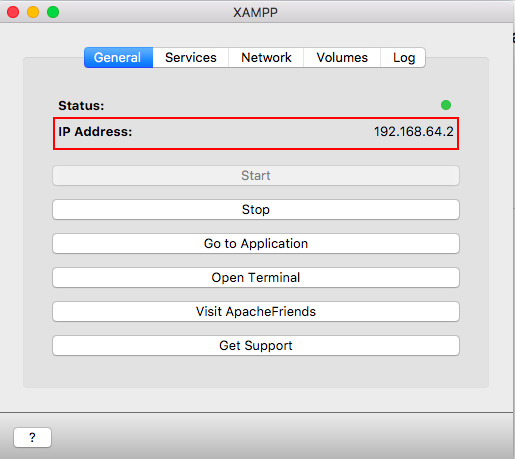 XAMPP
General Services Network Volumes Log
Status:
IP Address: 192.168.64.2
Start
Stop
Go to Application
Open Terminal
Visit ApacheFriends
Get Support
?